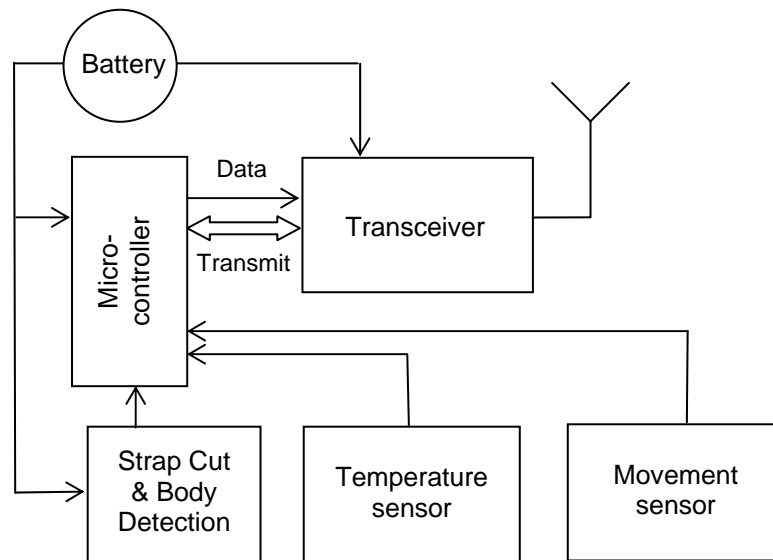 Battery
Data
Transmit
Transceiver
Micro-
controller
Strap Cut
& Body
Detection
Temperature
sensor
Movement
sensor